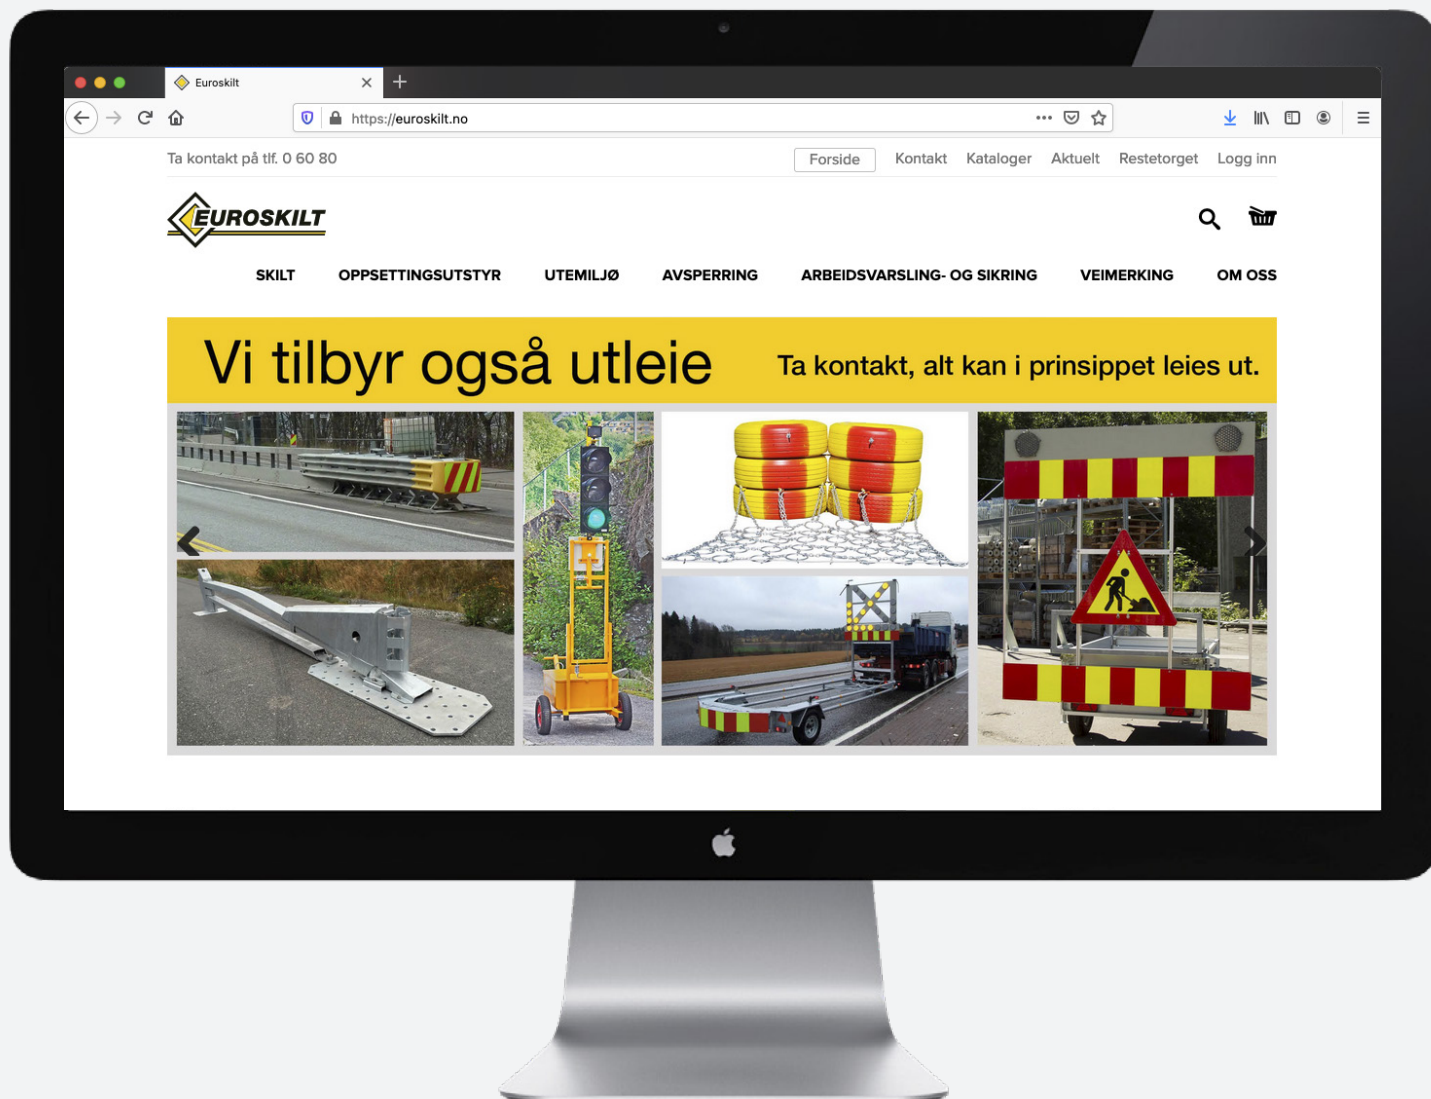 Euroskilt
https://euroskilt.no
Ta kontakt på tlf. 0 60 80
Forside Kontakt Kataloger Aktuelt Restetorget Logg inn
EUROSKILT
SKILT OPPSETTINGSUTSTYR UTEMILJØ AVSPERRING ARBEIDSVARSLING- OG SIKRING VEIMERKING OM OSS
Vi tilbyr også utleie
Ta kontakt, alt kan i prinsippet leies ut.